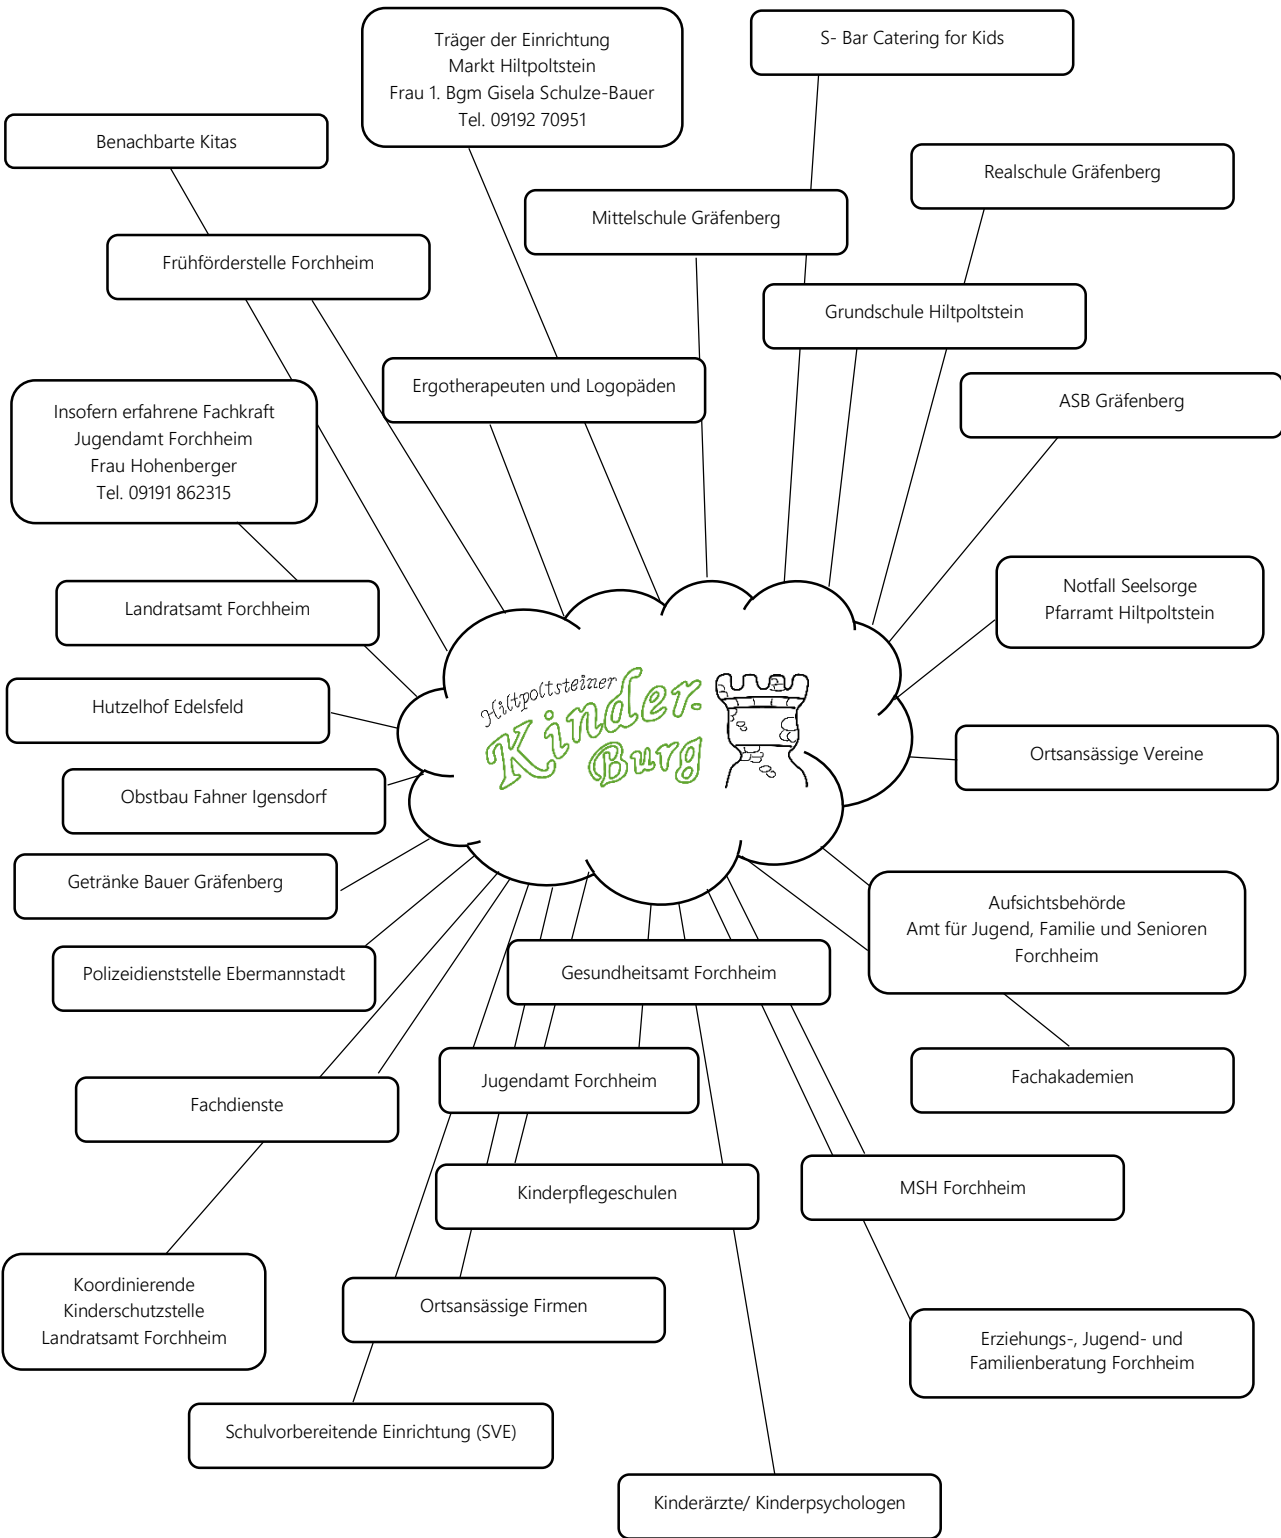 Träger der Einrichtung
Markt Hiltpoltstein
Frau 1. Bgm Gisela Schulze-Bauer
Tel. 09192 70951
S- Bar Catering for Kids
Benachbarte Kitas
Realschule Gräfenberg
Mittelschule Gräfenberg
Frühförderstelle Forchheim
Grundschule Hiltpoltstein
Ergotherapeuten und Logopäden
ASB Gräfenberg
Insofern erfahrene Fachkraft
Jugendamt Forchheim
Frau Hohenberger
Tel. 09191 862315
Notfall Seelsorge
Pfarramt Hiltpoltstein
Landratsamt Forchheim
Hiltpoltsteiner
Kinder-
Burg
Hutzelhof Edelsfeld
Ortsansässige Vereine
Obstbau Fahner Igensdorf
Getränke Bauer Gräfenberg
Aufsichtsbehörde
Amt für Jugend, Familie und Senioren
Forchheim
Polizeidienststelle Ebermannstadt
Gesundheitsamt Forchheim
Jugendamt Forchheim
Fachakademien
Fachdienste
Kinderpflegeschulen
MSH Forchheim
Koordinierende
Kinderschutzstelle
Landratsamt Forchheim
Ortsansässige Firmen
Erziehungs-, Jugend- und
Familienberatung Forchheim
Schulvorbereitende Einrichtung (SVE)
Kinderärzte/ Kinderpsychologen